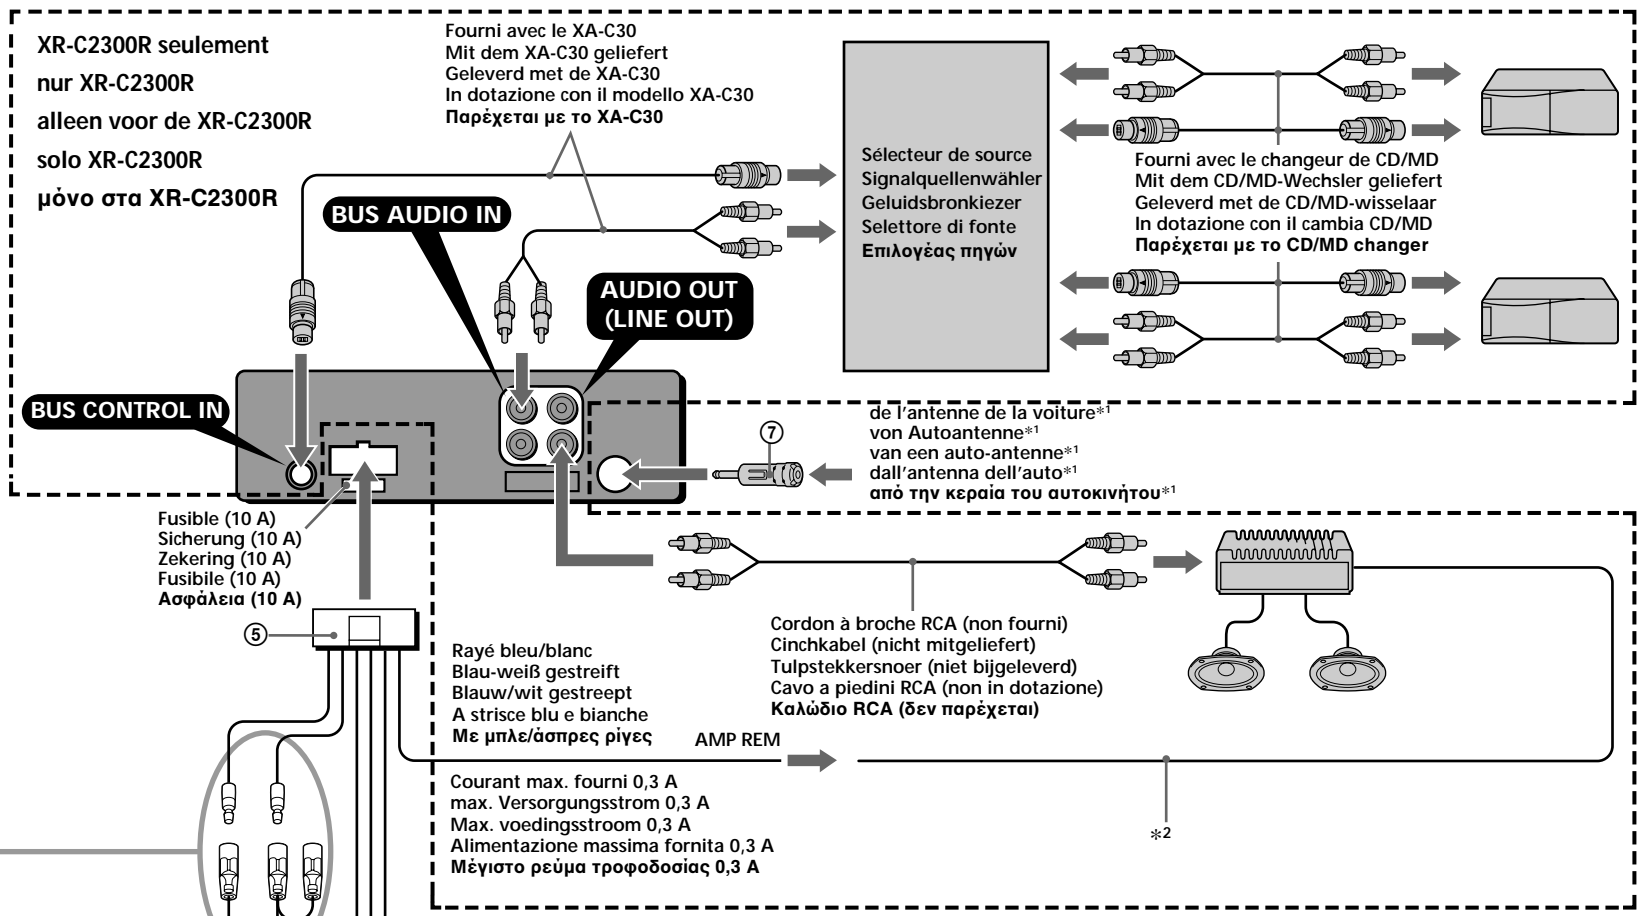 XR-C2300R seulement
nur XR-C2300R
alleen voor de XR-C2300R
solo XR-C2300R
μόνο στα XR-C2300R
Fourni avec le XA-C30
Mit dem XA-C30 geliefert
Geleverd met de XA-C30
In dotazione con il modello XA-C30
Παρέχεται με το XA-C30
BUS AUDIO IN
AUDIO OUT
(LINE OUT)
BUS CONTROL IN
Sélecteur de source
Signalquellenwähler
Geluidsbronkiezer
Selettore di fonte
Επιλογέας πηγών
Fourni avec le changeur de CD/MD
Mit dem CD/MD-Wechsler geliefert
Geleverd met de CD/MD-wisselaar
In dotazione con il cambia CD/MD
Παρέχεται με το CD/MD changer
⑦
de l'antenne de la voiture*1
von Autoantenne*1
van een auto-antenne*1
dall'antenna dell'auto*1
από την κεραία του αυτοκινήτου*1
Fusible (10 A)
Sicherung (10 A)
Zekering (10 A)
Fusibile (10 A)
Ασφάλεια (10 A)
⑤
Rayé bleu/blanc
Blau-weiß gestreift
Blauw/wit gestreept
A strisce blu e bianche
Με μπλε/άσπρες ρίγες
AMP REM
Cordon à broche RCA (non fourni)
Cinchkabel (nicht mitgeliefert)
Tulpstekkersnoer (niet bijgeleverd)
Cavo a piedini RCA (non in dotazione)
Καλώδιο RCA (δεν παρέχεται)
Courant max. fourni 0,3 A
max. Versorgungsstrom 0,3 A
Max. voedingsstroom 0,3 A
Alimentazione massima fornita 0,3 A
Μέγιστο ρεύμα τροφοδοσίας 0,3 A
*2